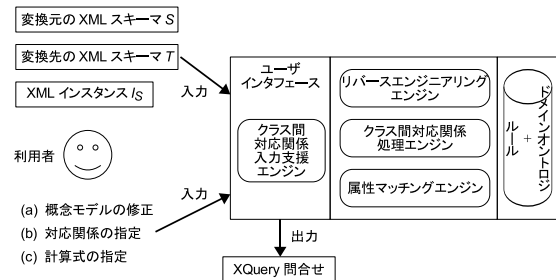 変換元の XML スキーマ S
変換先の XML スキーマ T
XML インスタンス IS
入力
利用者
(a) 概念モデルの修正
(b) 対応関係の指定
(c) 計算式の指定
入力
ユーザ
インタフェース
クラス間
対応関係
入力支援
エンジン
リバースエンジニアリング
エンジン
クラス間対応関係
処理エンジン
属性マッチングエンジン
ドメインオントロジ
+
ルール
出力
XQuery 問合せ